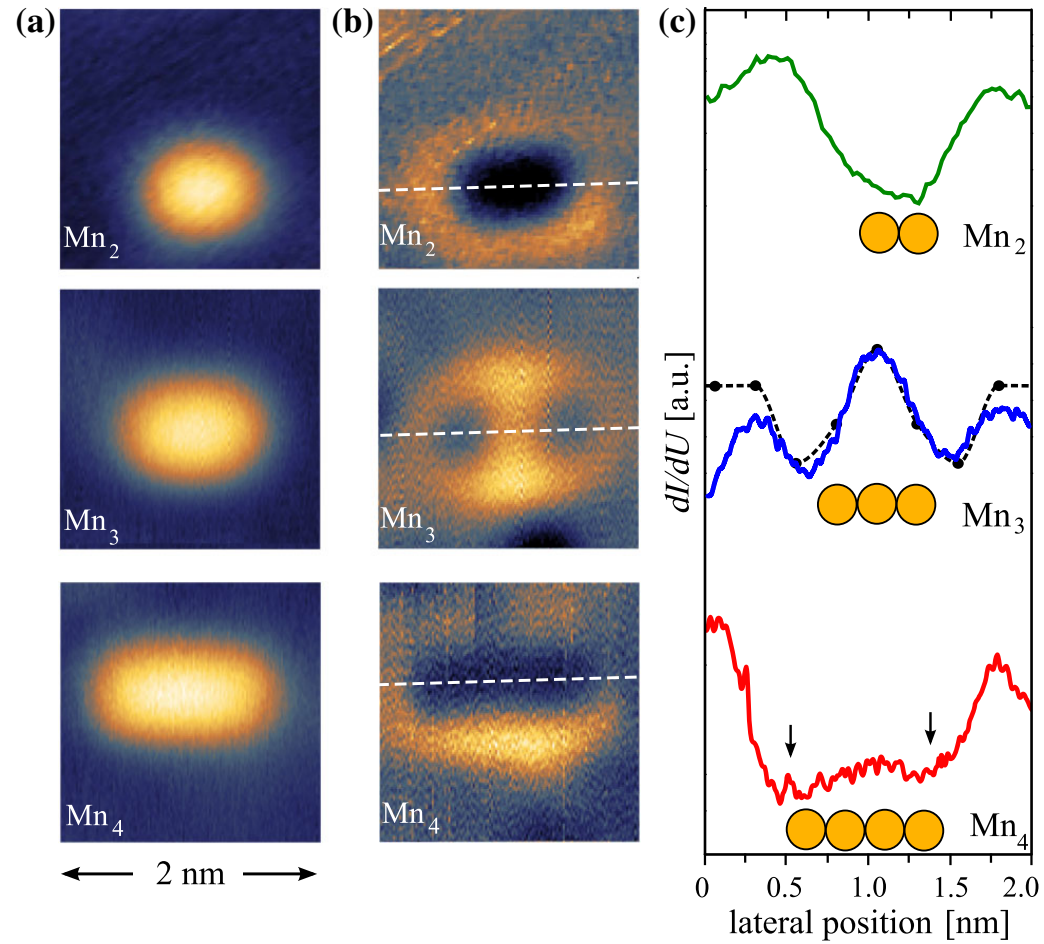 (a)
(b)
(c)
Mn₂
Mn₂
Mn₂
Mn₃
Mn₃
Mn₃
Mn₄
Mn₄
Mn₄
2 nm
dI/dU [a.u.]
0 0.5 1.0 1.5 2.0
lateral position [nm]